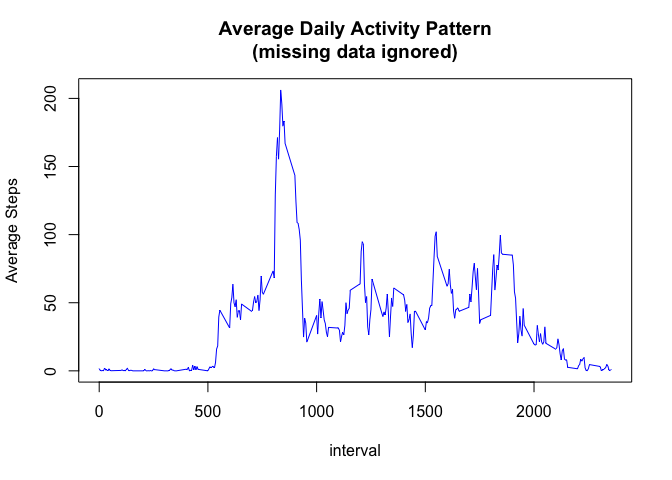 Average Daily Activity Pattern
(missing data ignored)
Average Steps
200
150
100
50
0
0 500 1000 1500 2000
interval